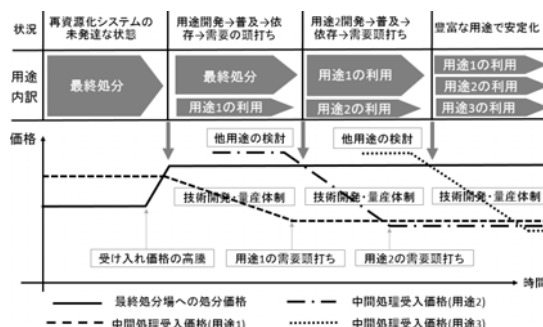 状況
再資源化システムの
未発達な状態
用途開発→普及→依
存→需要の頭打ち
用途2開発→普及→
依存→需要頭打ち
豊富な用途で安定化
用途
内訳
最終処分
最終処分
用途1の利用
用途1の利用
用途2の利用
用途1の利用
用途2の利用
用途3の利用
価格
他用途の検討
他用途の検討
技術開発・量産体制
技術開発・量産体制
技術開発・量産体制
受け入れ価格の高騰
用途1の需要頭打ち
用途2の需要頭打ち
時間
最終処分場への処分価格
中間処理受入価格(用途2)
中間処理受入価格(用途1)
中間処理受入価格(用途3)